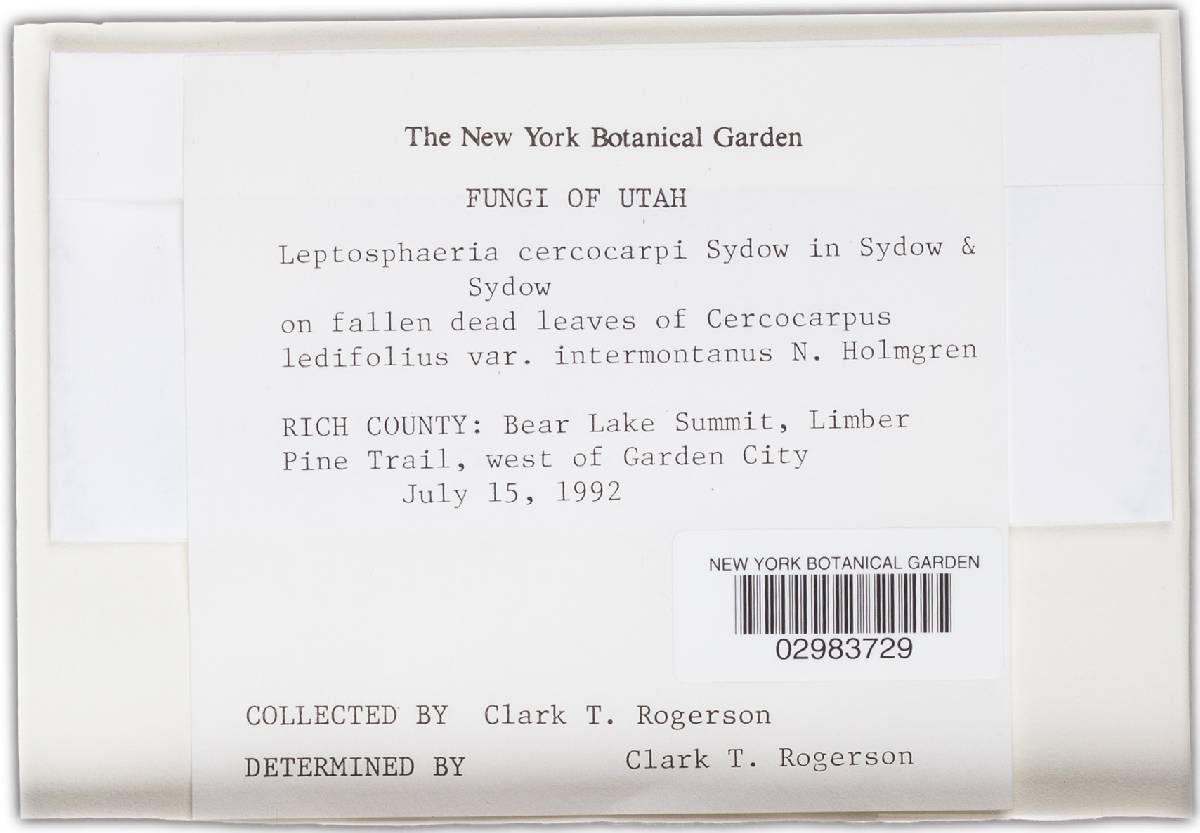 The New York Botanical Garden
FUNGI OF UTAH
Leptosphaeria cercocarpi Sydow in Sydow &
Sydow
on fallen dead leaves of Cercocarpus
ledifolius var. intermontanus N. Holmgren
RICH COUNTY: Bear Lake Summit, Limber
Pine Trail, west of Garden City
July 15, 1992
NEW YORK BOTANICAL GARDEN
02983729
COLLECTED BY Clark T. Rogerson
DETERMINED BY Clark T. Rogerson